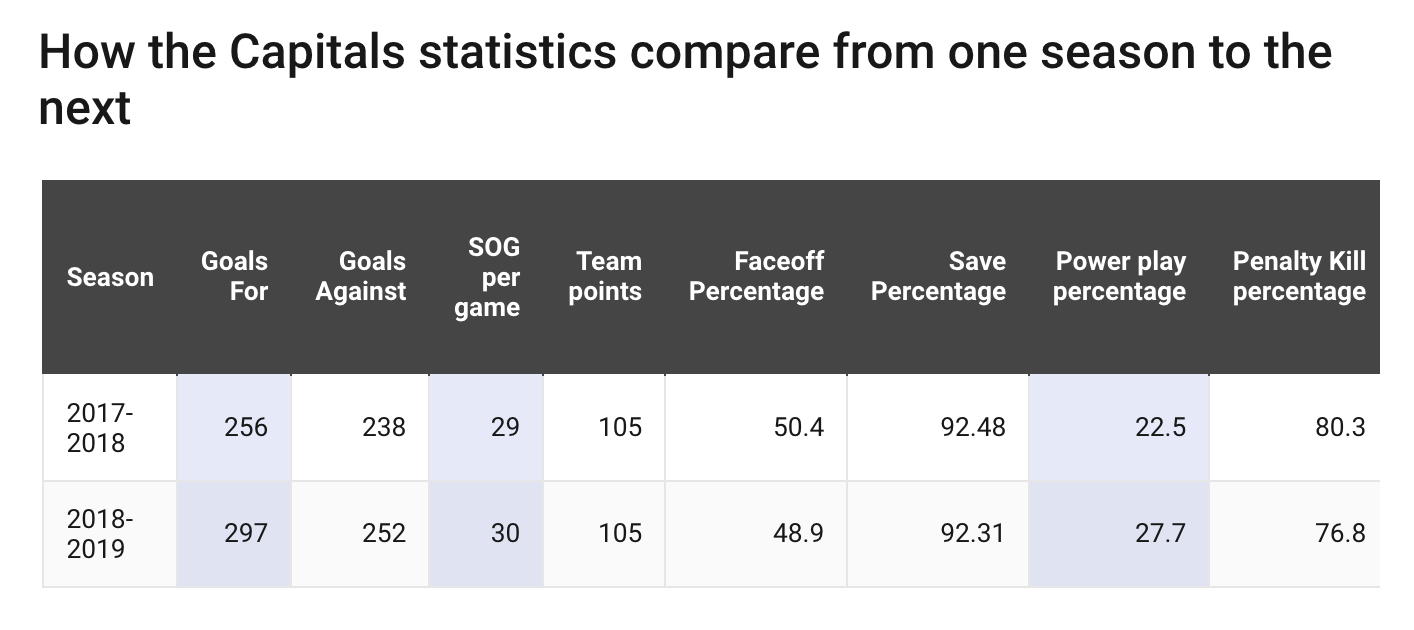 How the Capitals statistics compare from one season to the
next
Season Goals For Goals Against SOG per game Team points Faceoff Percentage Save Percentage Power play percentage Penalty Kill percentage
2017-2018 256 238 29 105 50.4 92.48 22.5 80.3
2018-2019 297 252 30 105 48.9 92.31 27.7 76.8